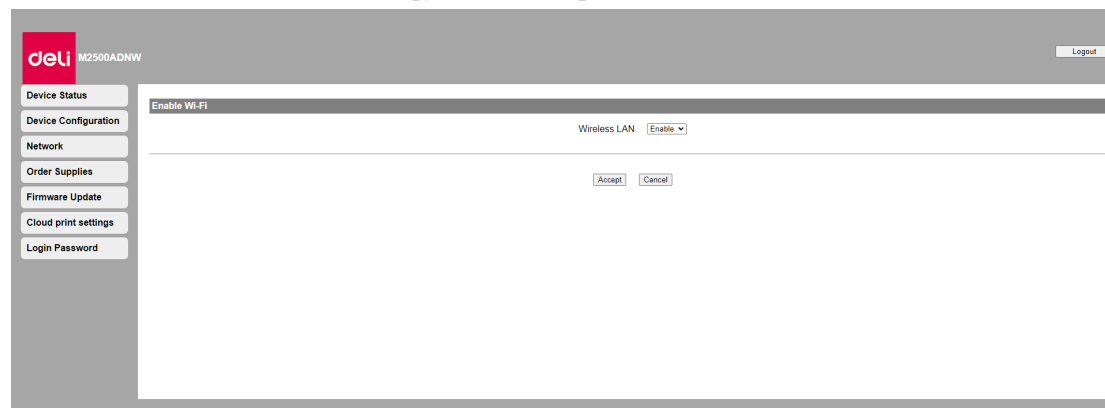 deli M2500ADNW
Logout
Device Status
Device Configuration
Network
Order Supplies
Firmware Update
Cloud print settings
Login Password
Enable Wi-Fi
Wireless LAN Enable
Accept Cancel